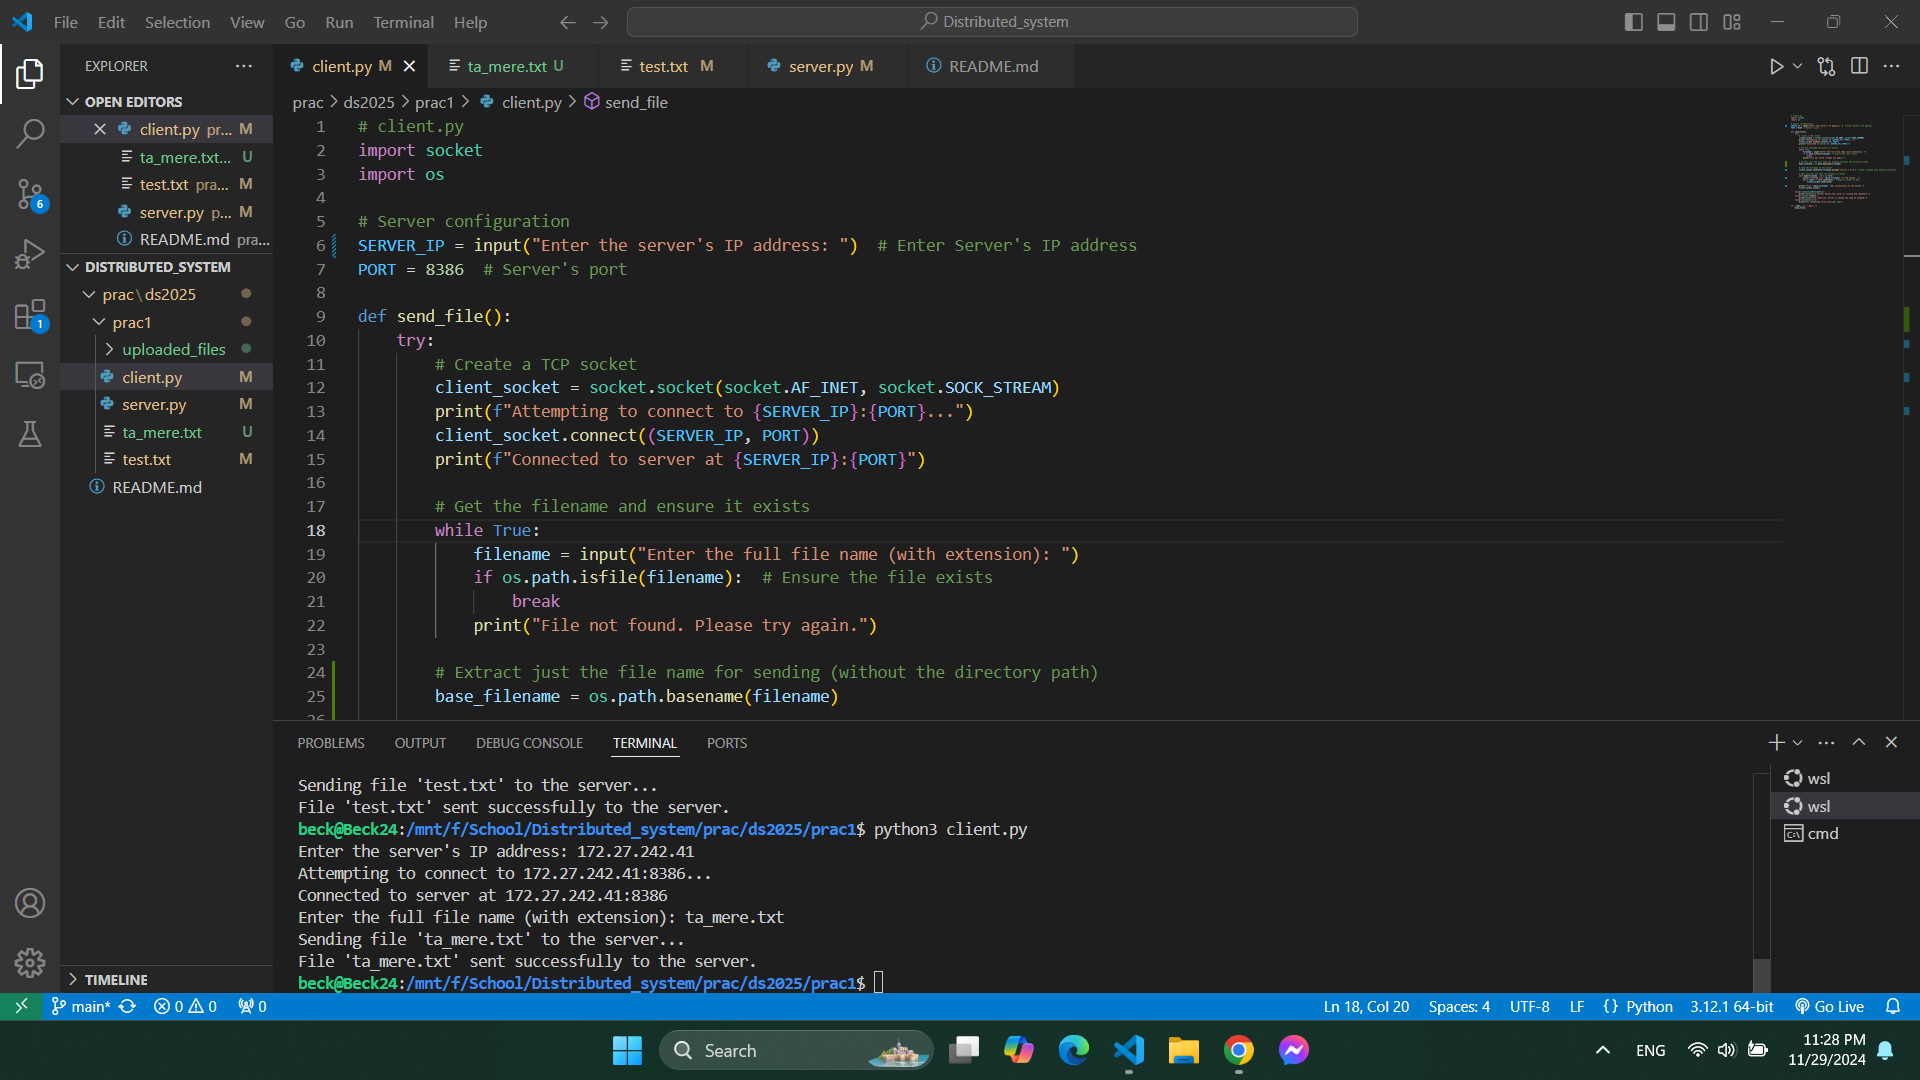 File Edit Selection View Go Run Terminal Help
Distributed_system
EXPLORER
OPEN EDITORS
client.py pr... M
ta_mere.txt... U
test.txt pra... M
server.py p... M
README.md pra...
DISTRIBUTED_SYSTEM
prac\ds2025
prac1
uploaded_files
client.py M
server.py M
ta_mere.txt U
test.txt M
README.md
TIMELINE
6
1
client.py M
ta_mere.txt U
test.txt M
server.py M
README.md
prac > ds2025 > prac1 > client.py > send_file
1 # client.py
2 import socket
3 import os
4
5 # Server configuration
6 SERVER_IP = input("Enter the server's IP address: ")  # Enter Server's IP address
7 PORT = 8386  # Server's port
8
9 def send_file():
10     try:
11         # Create a TCP socket
12         client_socket = socket.socket(socket.AF_INET, socket.SOCK_STREAM)
13         print(f"Attempting to connect to {SERVER_IP}:{PORT}...")
14         client_socket.connect((SERVER_IP, PORT))
15         print(f"Connected to server at {SERVER_IP}:{PORT}")
16
17         # Get the filename and ensure it exists
18         while True:
19             filename = input("Enter the full file name (with extension): ")
20             if os.path.isfile(filename):  # Ensure the file exists
21                 break
22             print("File not found. Please try again.")
23
24         # Extract just the file name for sending (without the directory path)
25         base_filename = os.path.basename(filename)
26
PROBLEMS OUTPUT DEBUG CONSOLE TERMINAL PORTS
Sending file 'test.txt' to the server...
File 'test.txt' sent successfully to the server.
beck@Beck24:/mnt/f/School/Distributed_system/prac/ds2025/prac1$ python3 client.py
Enter the server's IP address: 172.27.242.41
Attempting to connect to 172.27.242.41:8386...
Connected to server at 172.27.242.41:8386
Enter the full file name (with extension): ta_mere.txt
Sending file 'ta_mere.txt' to the server...
File 'ta_mere.txt' sent successfully to the server.
beck@Beck24:/mnt/f/School/Distributed_system/prac/ds2025/prac1$
wsl
wsl
cmd
main* 0 0 0
Ln 18, Col 20 Spaces: 4 UTF-8 LF {} Python 3.12.1 64-bit Go Live
Search
ENG
11:28 PM
11/29/2024